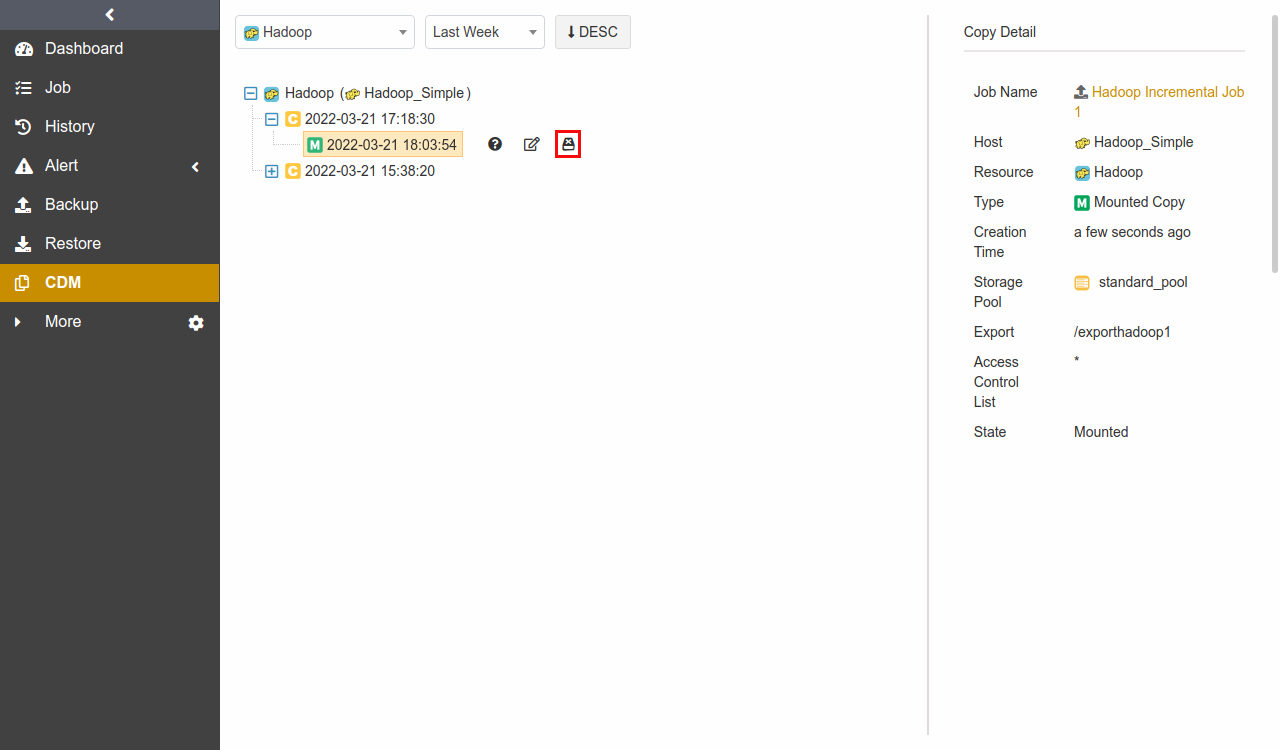 Dashboard
Job
History
Alert
Backup
Restore
CDM
More
Hadoop
Last Week
DESC
Hadoop (Hadoop_Simple)
C 2022-03-21 17:18:30
M 2022-03-21 18:03:54
C 2022-03-21 15:38:20
Copy Detail
Job Name Hadoop Incremental Job
1
Host Hadoop_Simple
Resource Hadoop
Type M Mounted Copy
Creation a few seconds ago
Time
Storage standard_pool
Pool
Export /exporthadoop1
Access *
Control
List
State Mounted